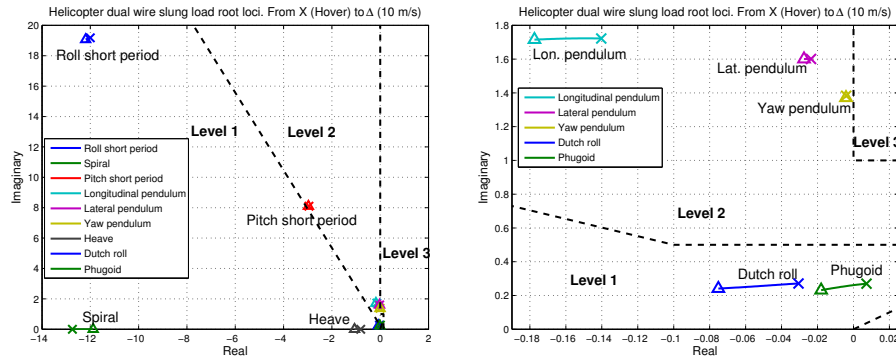 Helicopter dual wire slung load root loci. From X (Hover) to Δ (10 m/s)
20
18
16
14
12
10
8
6
4
2
0
Imaginary
Roll short period
Level 1
Level 2
Roll short period
Spiral
Pitch short period
Longitudinal pendulum
Lateral pendulum
Yaw pendulum
Heave
Dutch roll
Phugoid
Pitch short period
Level 3
Spiral
Heave
−14 −12 −10 −8 −6 −4 −2 0 2
Real
Helicopter dual wire slung load root loci. From X (Hover) to Δ (10 m/s)
1.8
1.6
1.4
1.2
1
0.8
0.6
0.4
0.2
0
Imaginary
Lon. pendulum
Lat. pendulum
Yaw pendulum
Longitudinal pendulum
Lateral pendulum
Yaw pendulum
Dutch roll
Phugoid
Level 3
Level 2
Level 1
Dutch roll
Phugoid
−0.18 −0.16 −0.14 −0.12 −0.1 −0.08 −0.06 −0.04 −0.02 0 0.02
Real